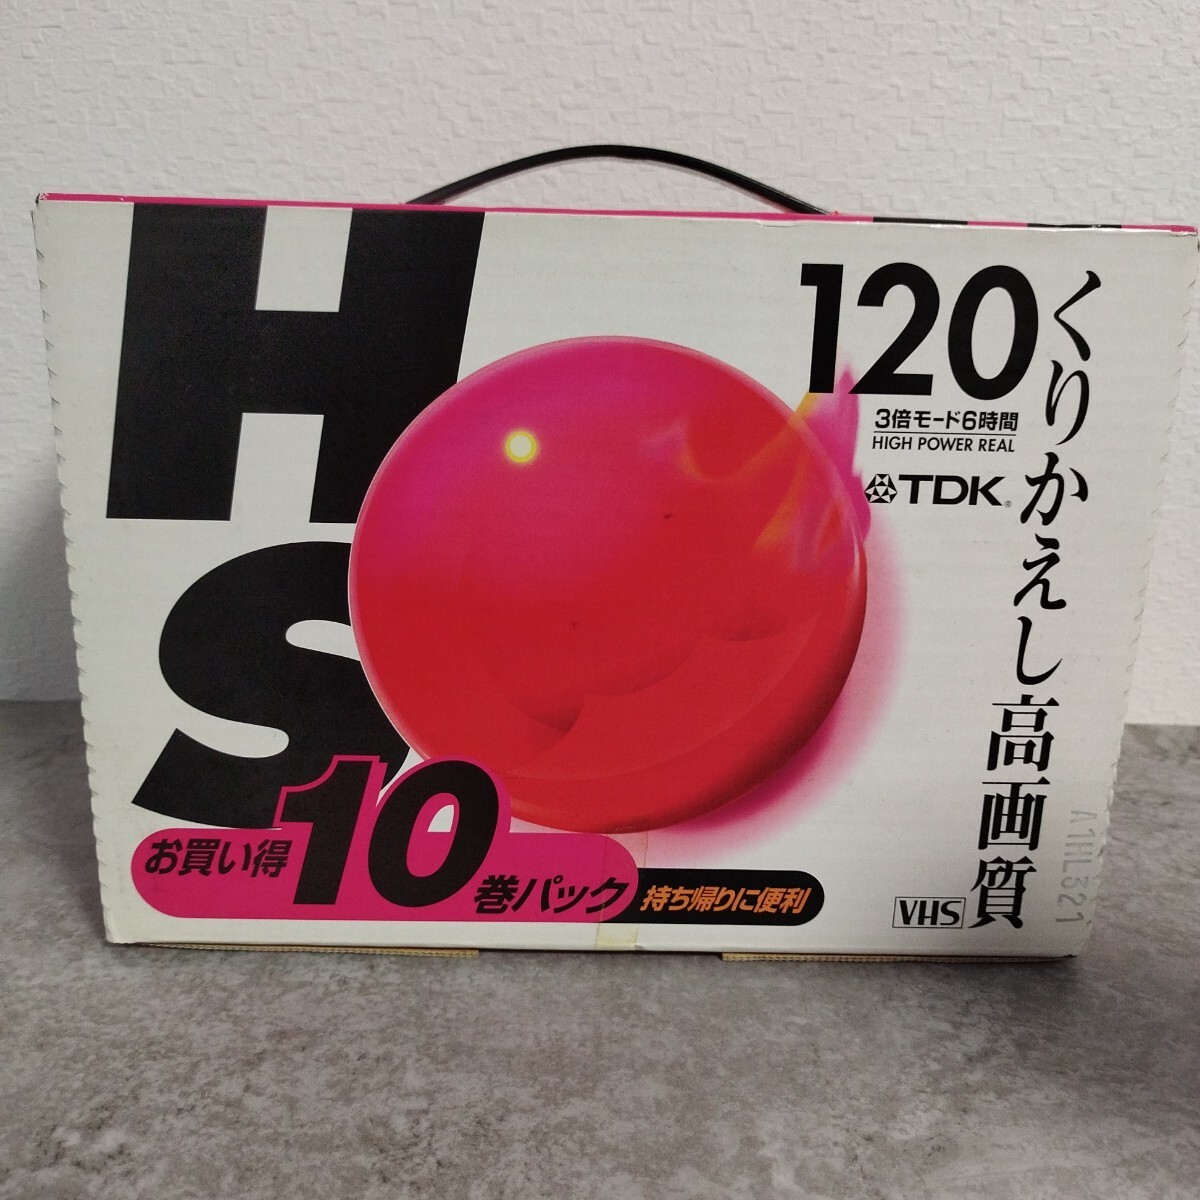 HS
120
3倍モード6時間
HIGH POWER REAL
TDK
くりかえし高画質
お買い得10巻パック
持ち帰りに便利
VHS
A1HL321